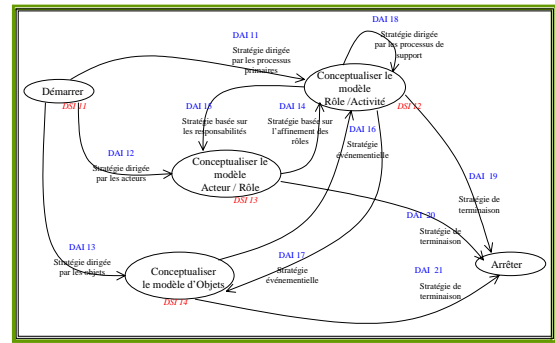 DAI 18
Stratégie dirigée
par les processus de
support
DAI 11
Stratégie dirigée
par les processus
primaires
Démarrer
DSI 11
Conceptualiser le
modèle
Rôle /Activité
DSI 12
DAI 15
Stratégie basée sur
les responsabilités
DAI 14
Stratégie basée sur
l'affinement des
rôles
DAI 16
Stratégie
événementielle
DAI 12
Stratégie dirigée
par les acteurs
Conceptualiser le
modèle
Acteur / Rôle
DSI 13
DAI 19
Stratégie de
terminaison
DAI 20
Stratégie de
terminaison
DAI 13
Stratégie dirigée
par les objets
Conceptualiser
le modèle d'Objets
DSI 14
DAI 17
Stratégie
événementielle
Arrêter
DAI 21
Stratégie de
terminaison